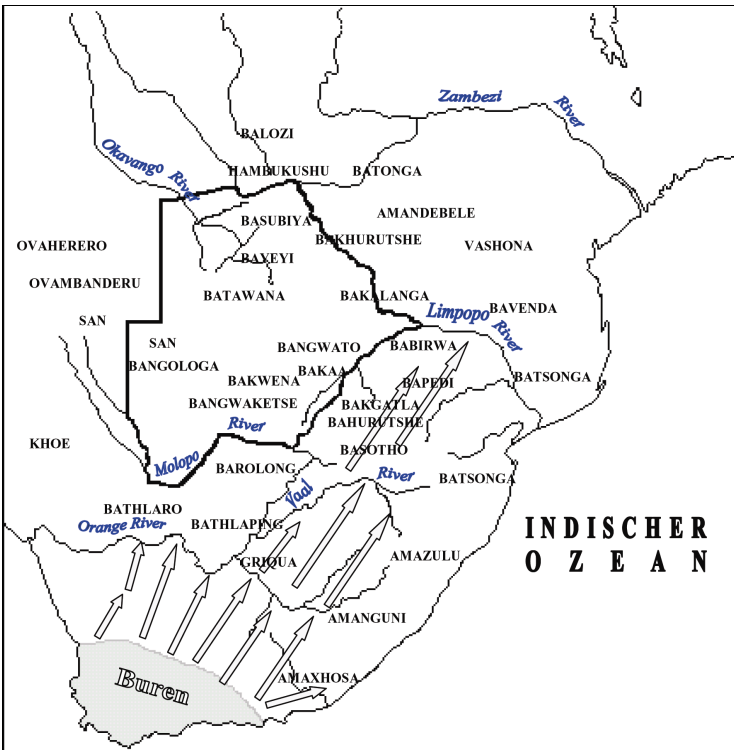 Zambezi River
BALOZI
Okavango River
HAMBUKUSHU
BATONGA
BASUBIYA
AMANDEBELE
BAKHURUTSHE
VASHONA
OVAHERERO
BAYEYI
OVAMBANDERU
BATAWANA
BAKALANGA
BAVENDA
Limpopo River
SAN
SAN
BANGOLOGA
BANGWATO
BABIRWA
BAKAA
BAKWENA
BAPEDI
BATSONGA
BANGWAKETSE
BAKGATLA
BAHURUTSHE
KHOE
Molopo River
BASOTHO
BAROLONG
BATSONGA
Vaal River
BATHLARO
Orange River
BATHLAPING
INDISCHER
OZEAN
GRIQUA
AMAZULU
AMANGUNI
AMAXHOSA
Buren